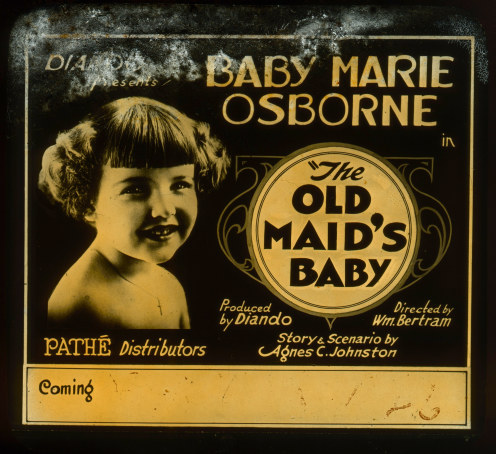 presents
BABY MARIE
OSBORNE
in
"The
OLD
MAID'S
BABY
Produced
by Diando
Directed by
Wm. Bertram
Story & Scenario by
Agnes C. Johnston
PATHÉ Distributors
Coming